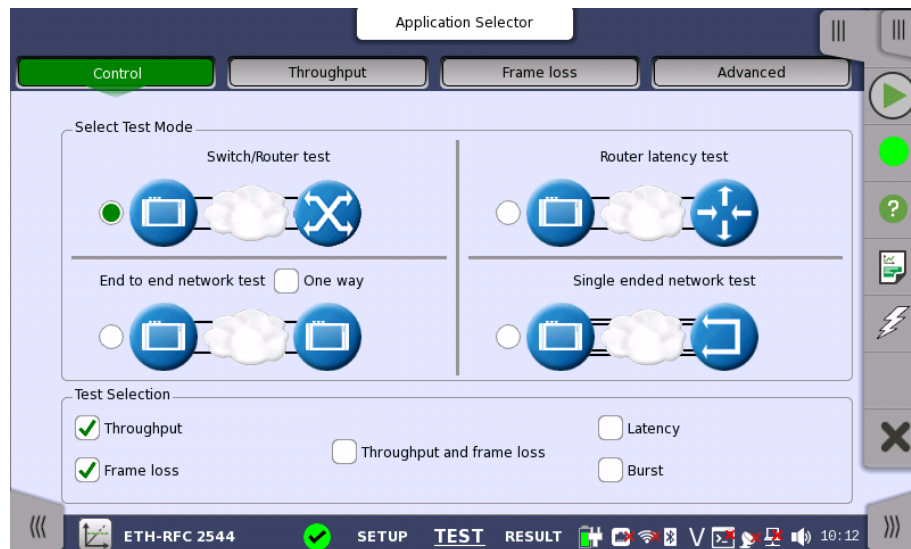 Application Selector
Control Throughput Frame loss Advanced
Select Test Mode
Switch/Router test Router latency test
End to end network test One way Single ended network test
Test Selection
Throughput Latency
Throughput and frame loss
Frame loss Burst
ETH-RFC 2544 SETUP TEST RESULT V 10:12